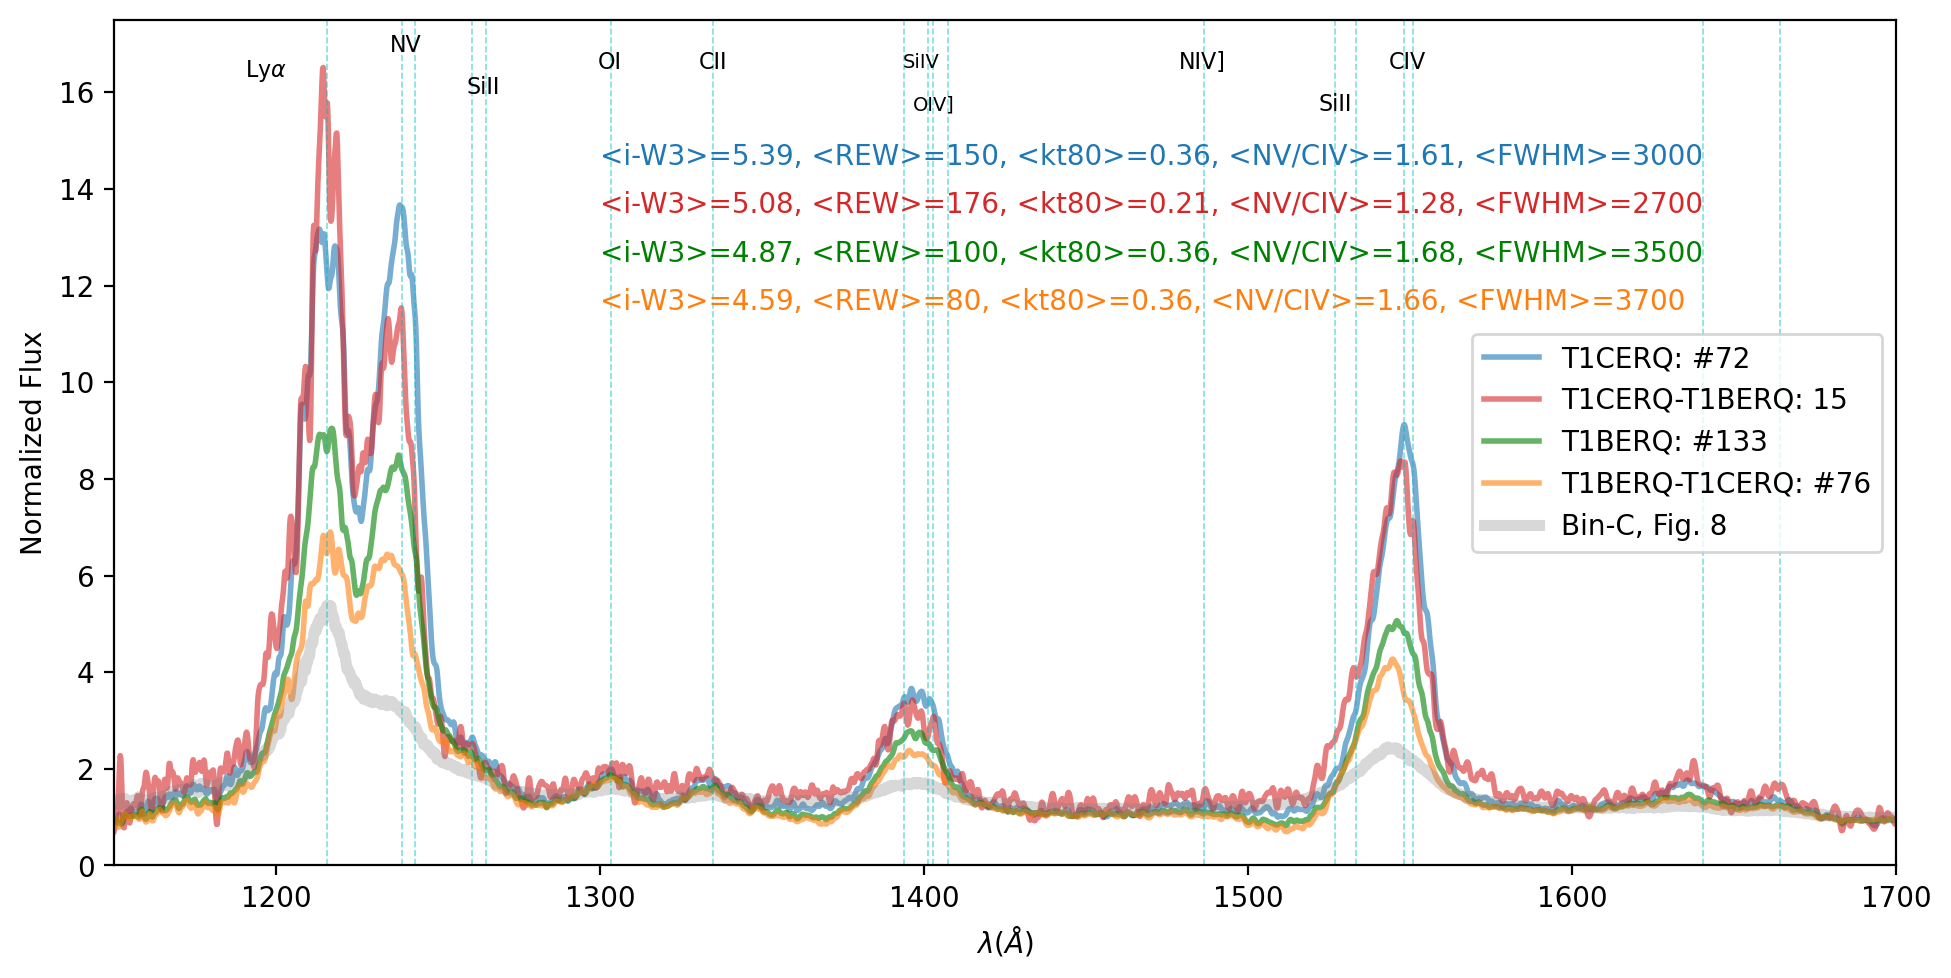 NV
Lyα
OI
CII
SiIV
NIV]
CIV
SiII
OIV]
SiII
<i-W3>=5.39, <REW>=150, <kt80>=0.36, <NV/CIV>=1.61, <FWHM>=3000
<i-W3>=5.08, <REW>=176, <kt80>=0.21, <NV/CIV>=1.28, <FWHM>=2700
<i-W3>=4.87, <REW>=100, <kt80>=0.36, <NV/CIV>=1.68, <FWHM>=3500
<i-W3>=4.59, <REW>=80, <kt80>=0.36, <NV/CIV>=1.66, <FWHM>=3700
T1CERQ: #72
T1CERQ-T1BERQ: 15
T1BERQ: #133
T1BERQ-T1CERQ: #76
Bin-C, Fig. 8
Normalized Flux
16
14
12
10
8
6
4
2
0
1200
1300
1400
1500
1600
1700
λ(Å)